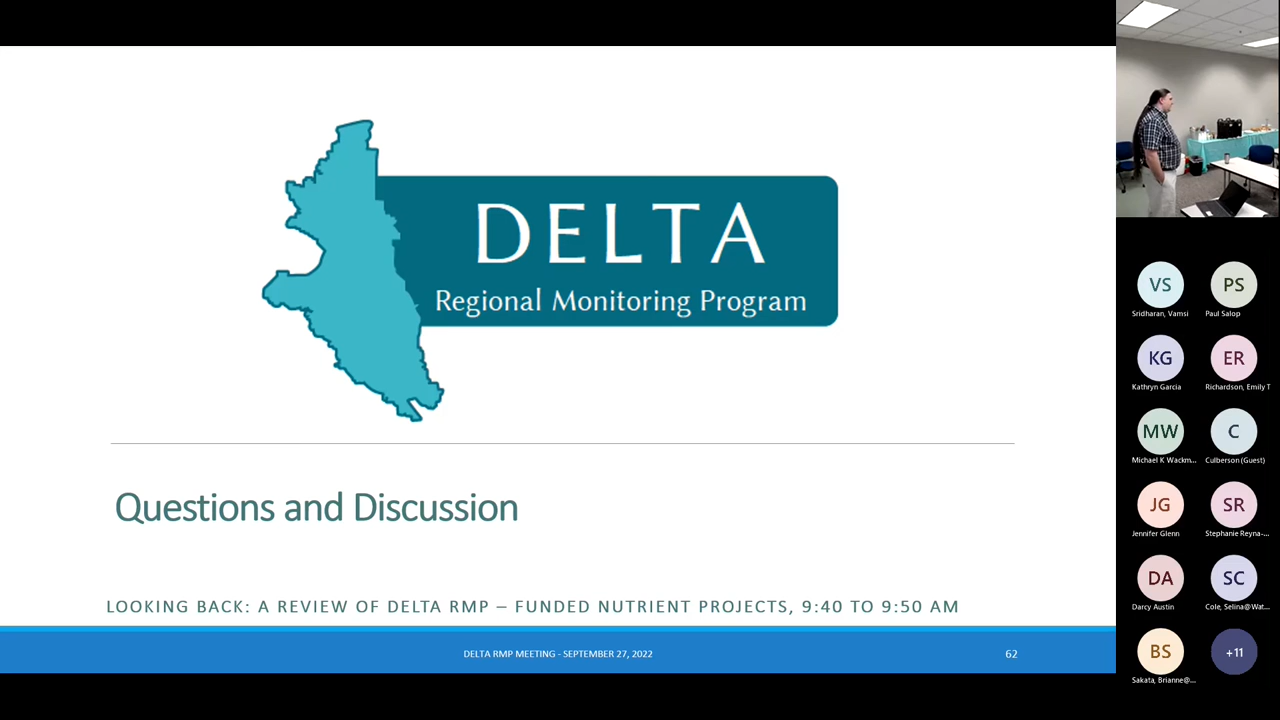 DELTA
Regional Monitoring Program
Questions and Discussion
LOOKING BACK: A REVIEW OF DELTA RMP – FUNDED NUTRIENT PROJECTS, 9:40 TO 9:50 AM
DELTA RMP MEETING - SEPTEMBER 27, 2022
62
VS
Sridharan, Vamsi
PS
Paul Salop
KG
Kathryn Garcia
ER
Richardson, Emily T
MW
Michael K Wackm...
C
Culberson (Guest)
JG
Jennifer Glenn
SR
Stephanie Reyna-...
DA
Darcy Austin
SC
Cole, Selina@Wat...
BS
Sakata, Brianne@...
+11